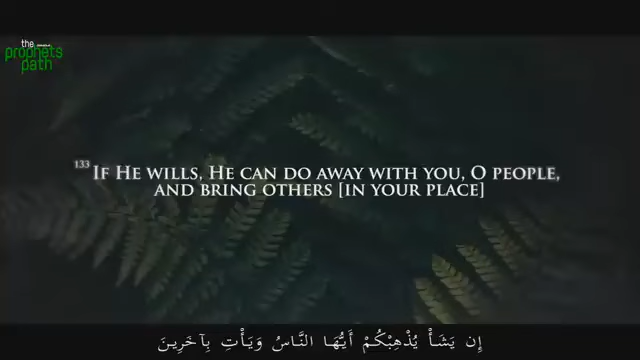 the
prophets
path
133 IF HE WILLS, HE CAN DO AWAY WITH YOU, O PEOPLE,
AND BRING OTHERS [IN YOUR PLACE]
إِن يَشَأْ يُذْهِبْكُمْ أَيُّهَا النَّاسُ وَيَأْتِ بِآخَرِينَ